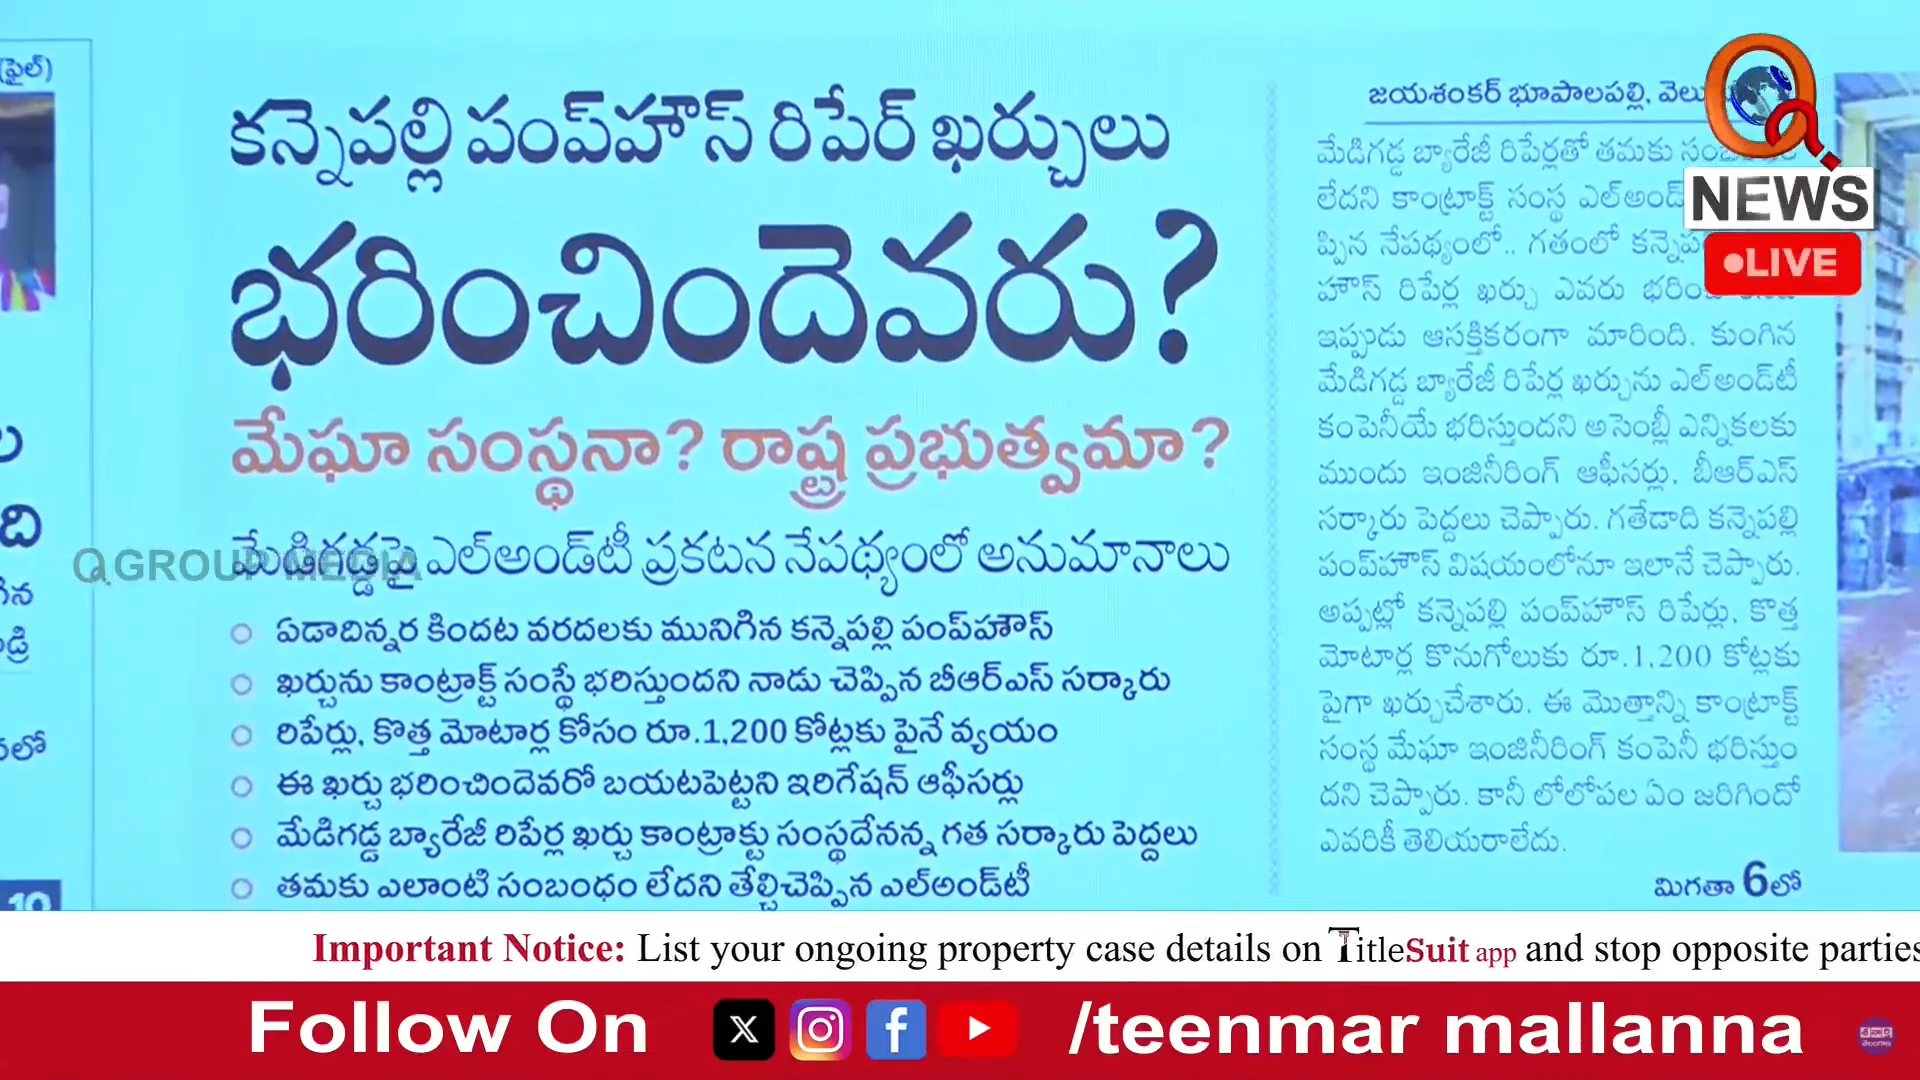 (ఫైల్)
ల
ది
గిన
డ్రి
నలో
10
కన్నెపల్లి పంప్‌హౌస్ రిపేర్ ఖర్చులు
భరించిందెవరు?
మేఘా సంస్థనా? రాష్ట్ర ప్రభుత్వమా?
మేడిగడ్డపై ఎల్అండ్‌టీ ప్రకటన నేపథ్యంలో అనుమానాలు
ఏడాదిన్నర కిందట వరదలకు మునిగిన కన్నెపల్లి పంప్‌హౌస్
ఖర్చును కాంట్రాక్ట్ సంస్థే భరిస్తుందని నాడు చెప్పిన బీఆర్ఎస్ సర్కారు
రిపేర్లు, కొత్త మోటార్ల కోసం రూ.1,200 కోట్లకు పైనే వ్యయం
ఈ ఖర్చు భరించిందెవరో బయటపెట్టని ఇరిగేషన్ ఆఫీసర్లు
మేడిగడ్డ బ్యారేజీ రిపేర్ల ఖర్చు కాంట్రాక్టు సంస్థదేనన్న గత సర్కారు పెద్దలు
తమకు ఎలాంటి సంబంధం లేదని తేల్చిచెప్పిన ఎల్అండ్‌టీ
జయశంకర్ భూపాలపల్లి, వెలు
మేడిగడ్డ బ్యారేజీ రిపేర్లతో తమకు
లేదని కాంట్రాక్ట్ సంస్థ ఎల్అండ్
ప్పిన నేపథ్యంలో.. గతంలో కన్నెప
హౌస్ రిపేర్ల ఖర్చు ఎవరు
ఇప్పుడు ఆసక్తికరంగా మారింది. కుంగిన
మేడిగడ్డ బ్యారేజీ రిపేర్ల ఖర్చును ఎల్అండ్‌టీ
కంపెనీయే భరిస్తుందని అసెంబ్లీ ఎన్నికలకు
ముందు ఇంజినీరింగ్ ఆఫీసర్లు, బీఆర్ఎస్
సర్కారు పెద్దలు చెప్పారు. గతేడాది కన్నెపల్లి
పంప్‌హౌస్ విషయంలోనూ ఇలానే చెప్పారు.
అప్పట్లో కన్నెపల్లి పంప్‌హౌస్ రిపేర్లు, కొత్త
మోటార్ల కొనుగోలుకు రూ.1,200 కోట్లకు
పైగా ఖర్చుచేశారు. ఈ మొత్తాన్ని కాంట్రాక్ట్
సంస్థ మేఘా ఇంజినీరింగ్ కంపెనీ భరిస్తుం
దని చెప్పారు. కానీ లోలోపల ఏం జరిగిందో
ఎవరికీ తెలియరాలేదు.
మిగతా 6లో
Q GROUP MEDIA
Q
NEWS
LIVE
Important Notice: List your ongoing property case details on TitleSuit app and stop opposite parties
Follow On /teenmar mallanna